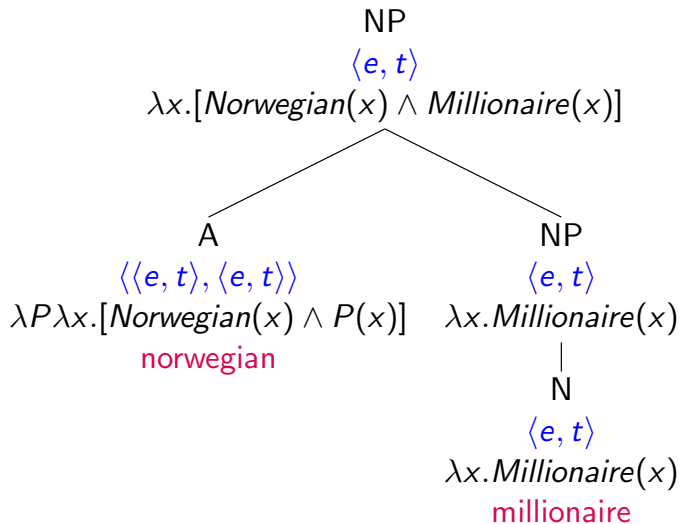 NP
⟨e, t⟩
λx.[Norwegian(x) ∧ Millionaire(x)]
A
⟨⟨e, t⟩, ⟨e, t⟩⟩
λPλx.[Norwegian(x) ∧ P(x)]
norwegian
NP
⟨e, t⟩
λx.Millionaire(x)
N
⟨e, t⟩
λx.Millionaire(x)
millionaire